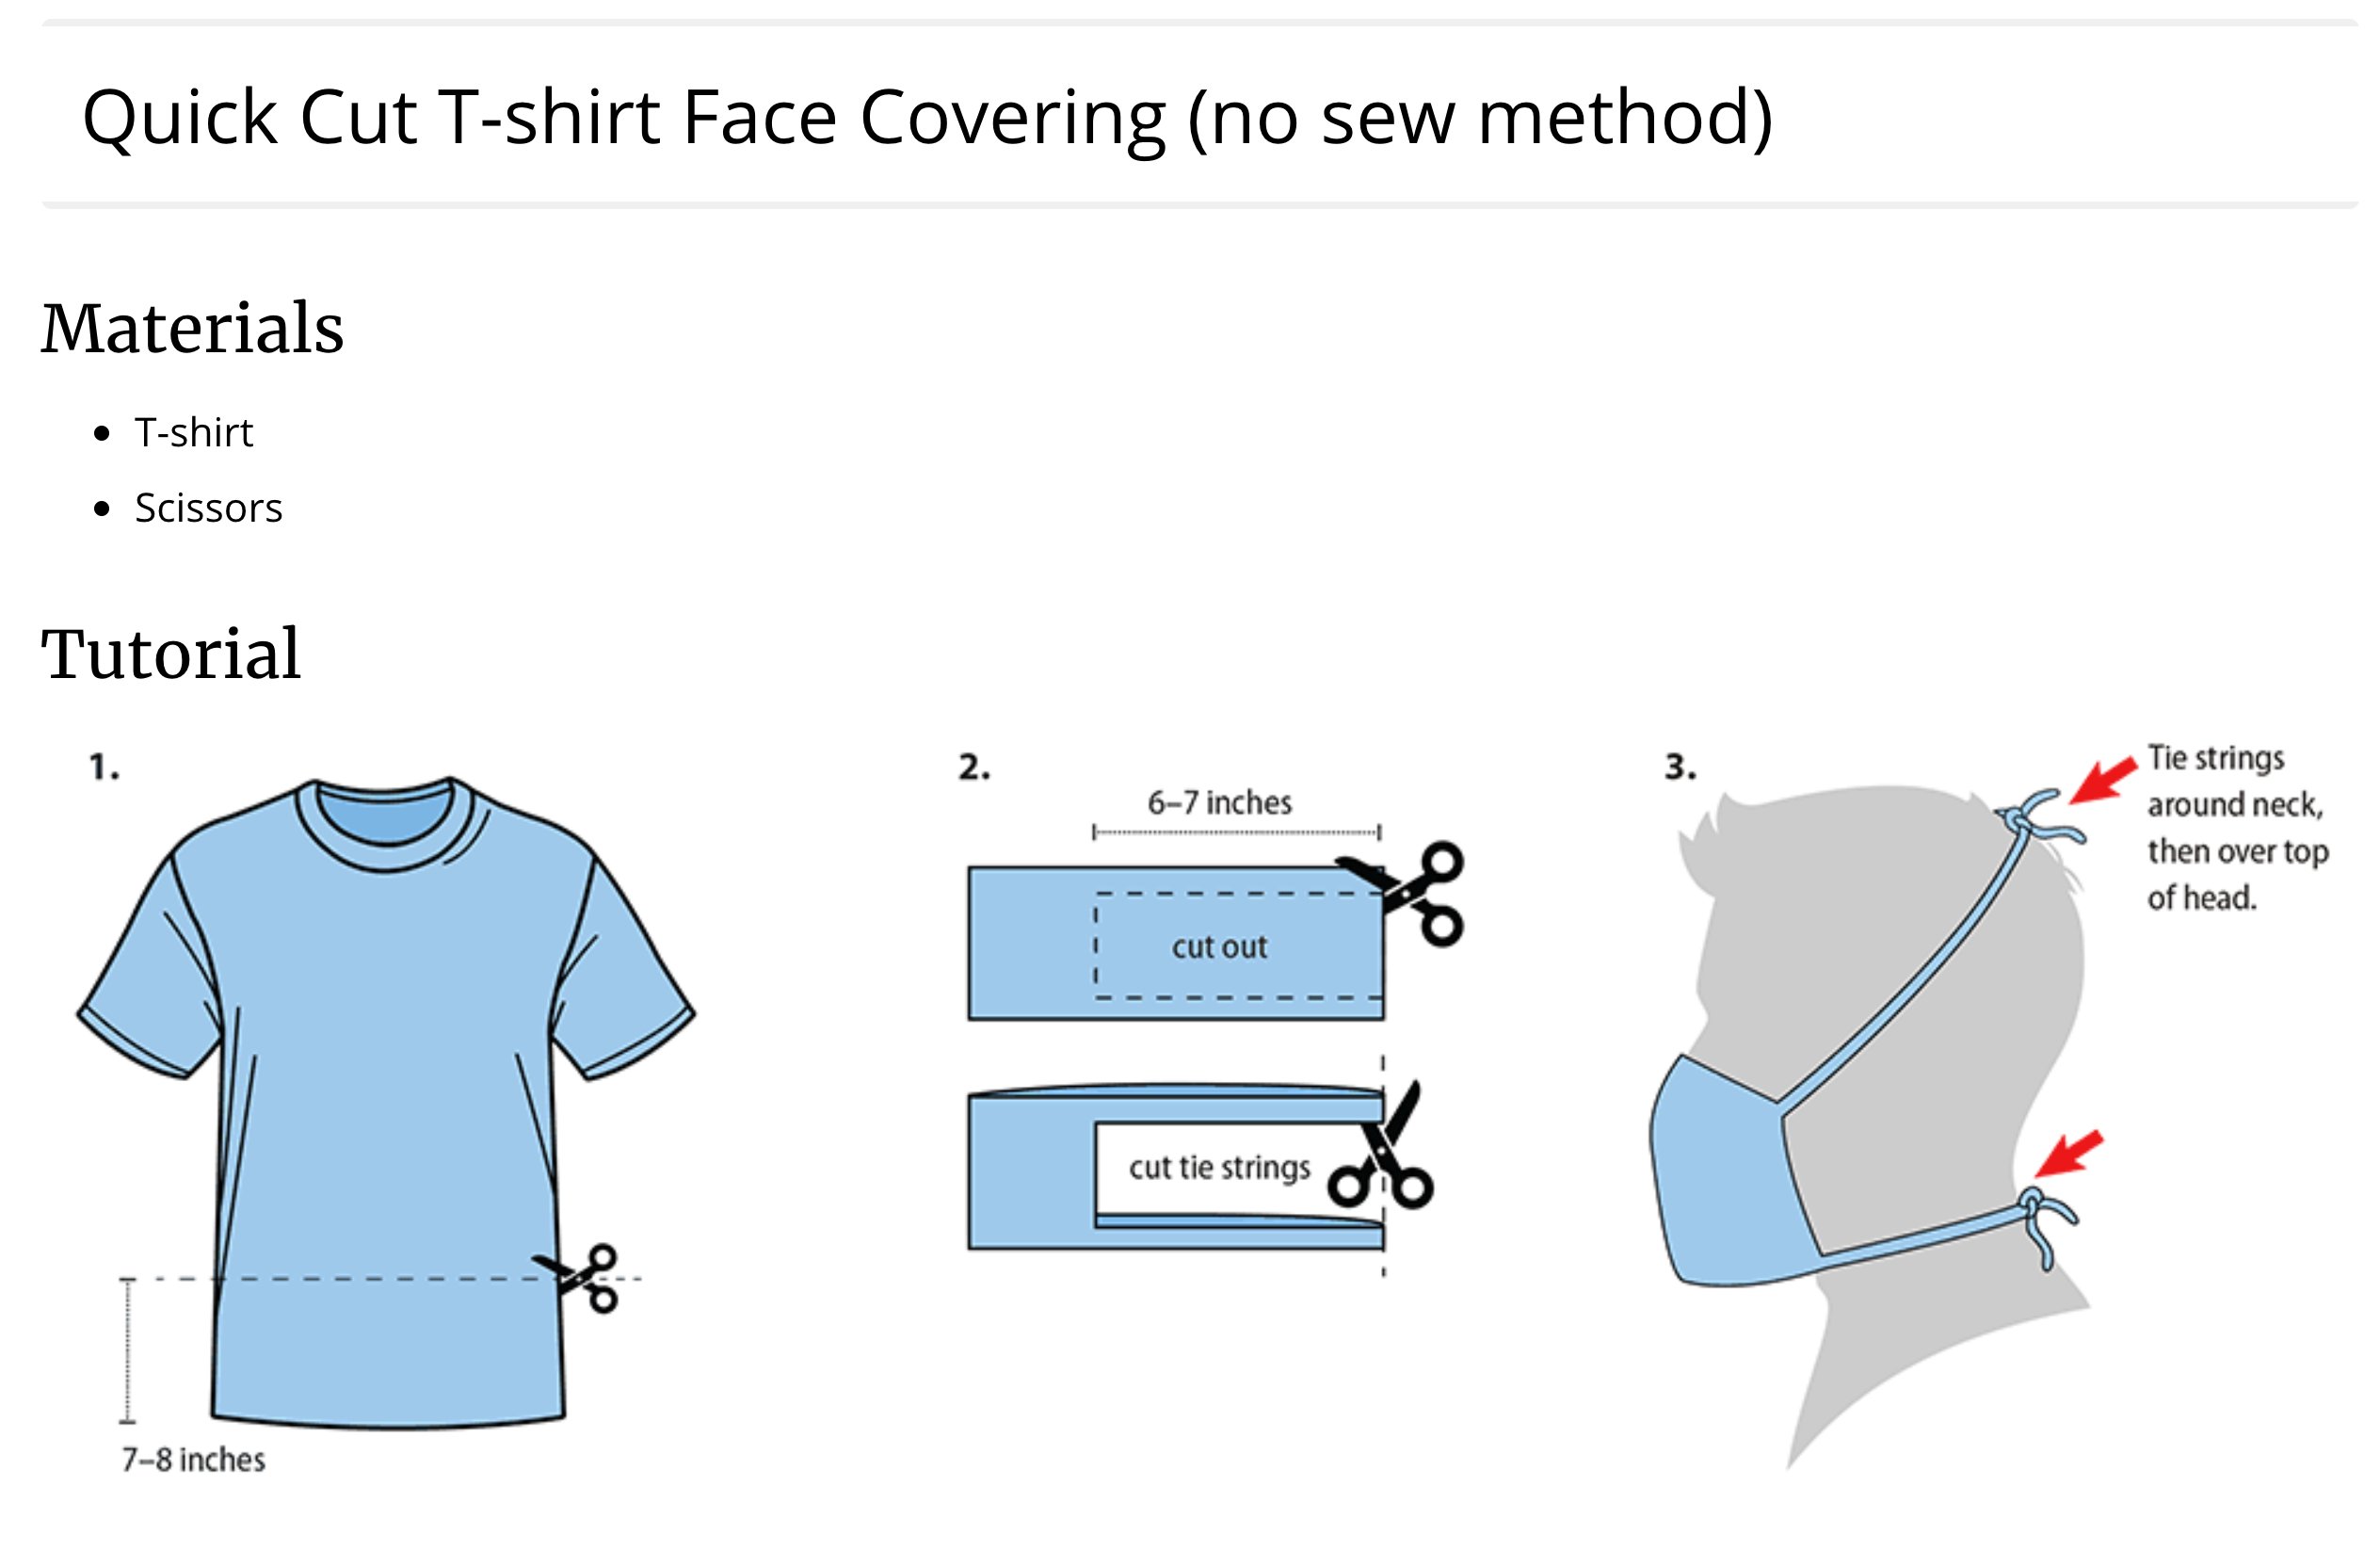 Quick Cut T-shirt Face Covering (no sew method)
Materials
T-shirt
Scissors
Tutorial
1.
7–8 inches
2.
6–7 inches
cut out
cut tie strings
3.
Tie strings
around neck,
then over top
of head.